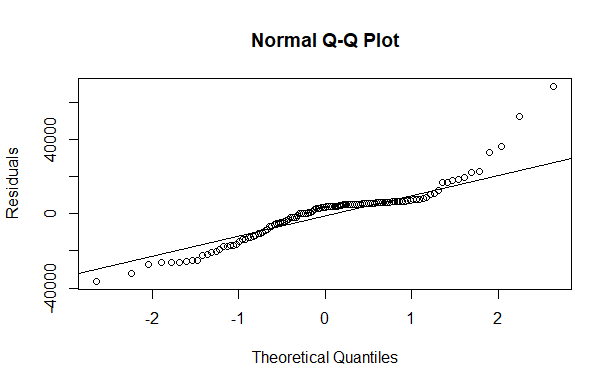 Normal Q-Q Plot
Residuals
40000
0
-40000
-2
-1
0
1
2
Theoretical Quantiles